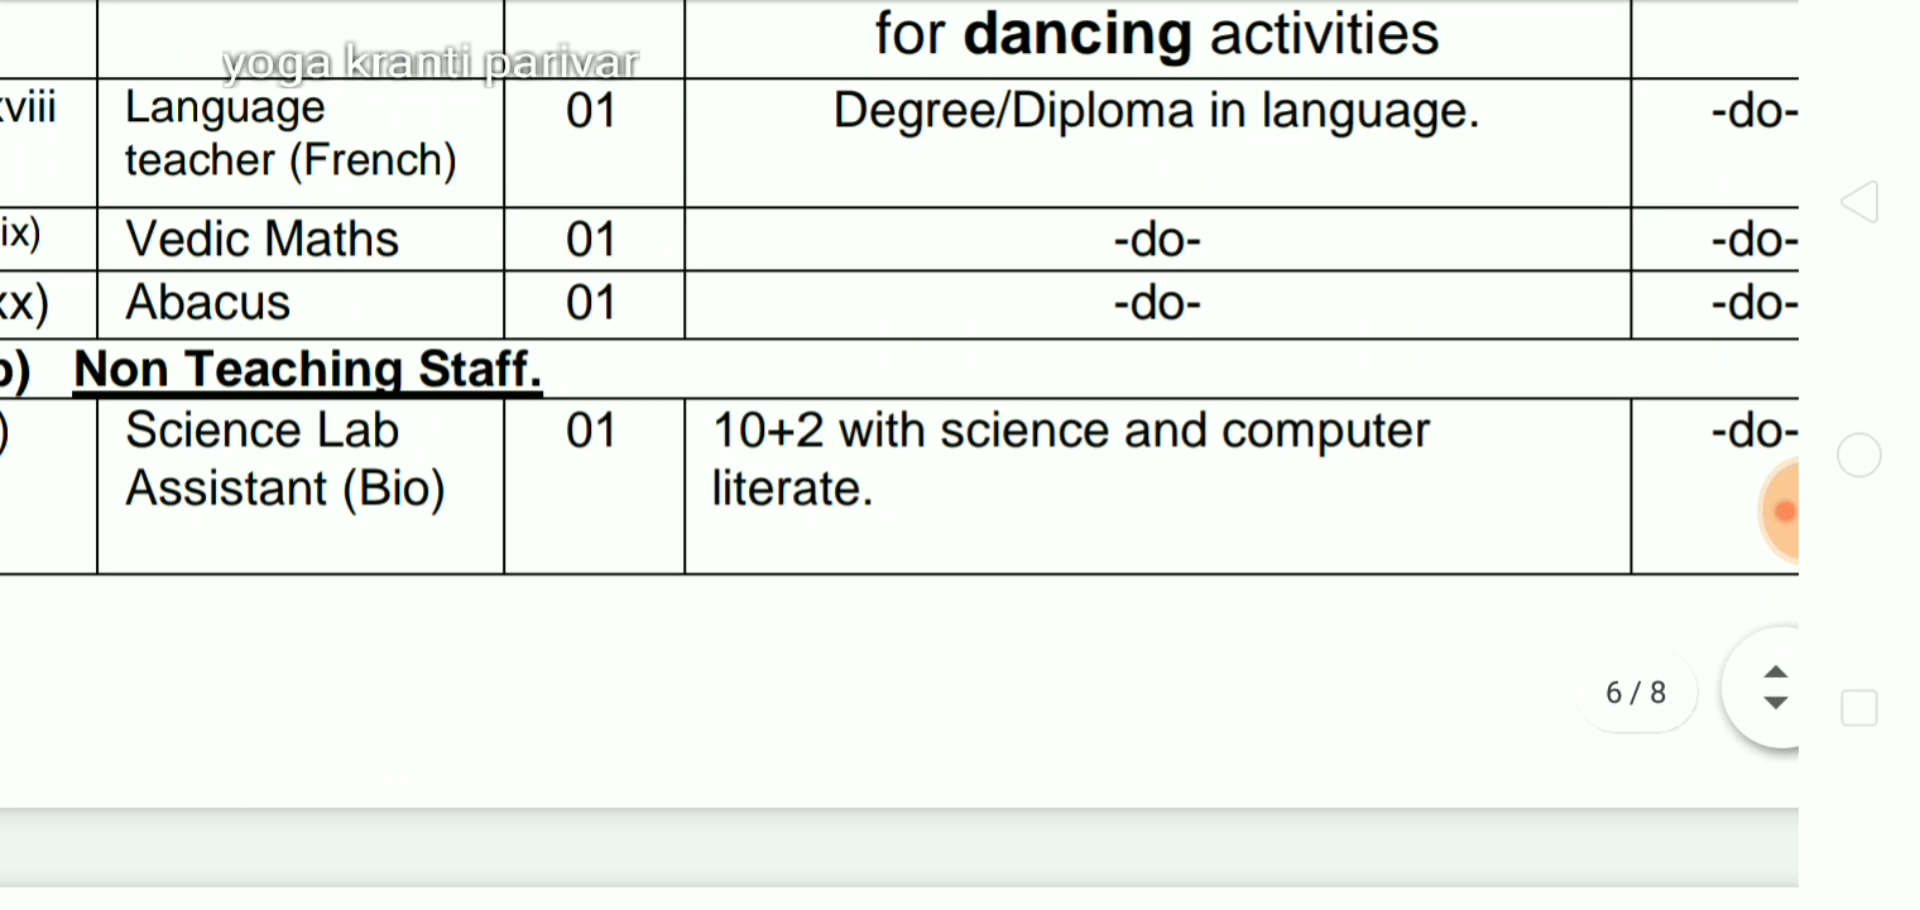 for dancing activities
yoga kranti parivar
viii Language 01 Degree/Diploma in language. -do-
teacher (French)
ix) Vedic Maths 01 -do- -do-
x) Abacus 01 -do- -do-
) Non Teaching Staff.
) Science Lab 01 10+2 with science and computer -do-
Assistant (Bio) literate.
6 / 8